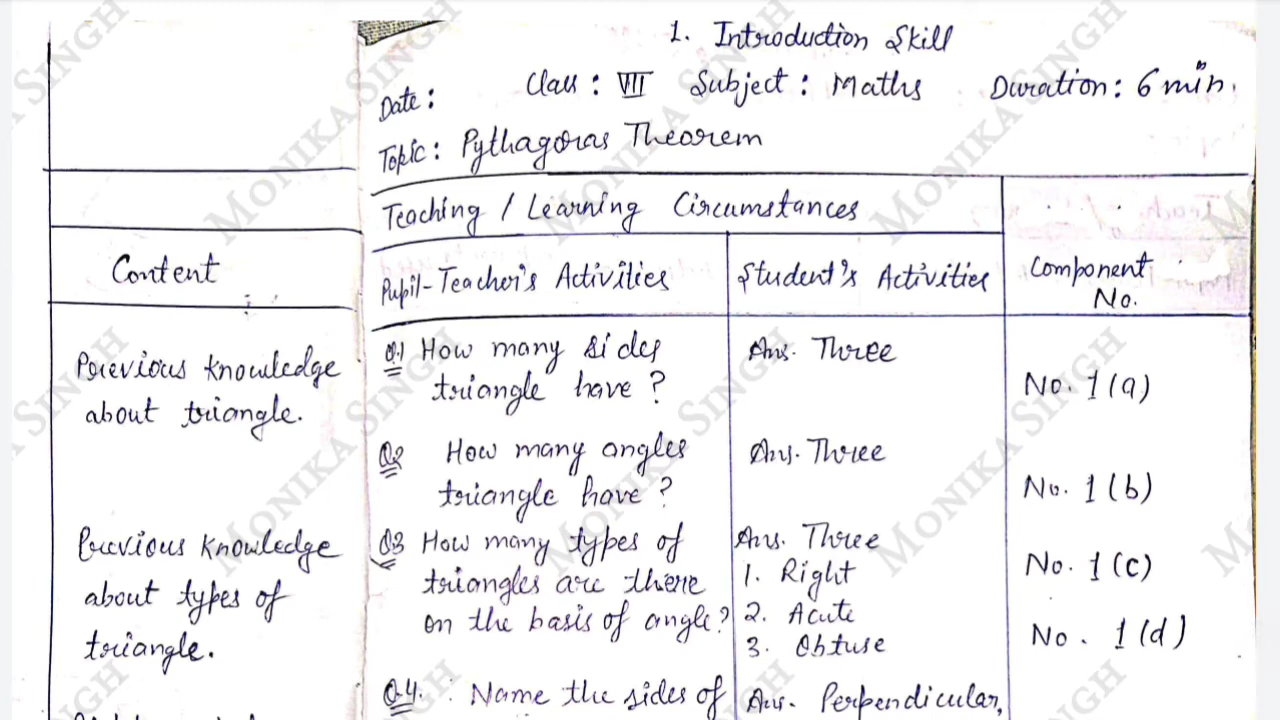 1. Introduction Skill
Date: Class: VII Subject: Maths Duration: 6 min.
Topic: Pythagoras Theorem
Teaching / Learning Circumstances
Content
Pupil-Teacher's Activities
Student's Activities
Component No.
Previous knowledge
about triangle.
Q.1 How many sides
triangle have?
Ans. Three
No. 1(a)
Q2 How many angles
triangle have?
Ans. Three
No. 1(b)
Previous knowledge
about types of
triangle.
Q3 How many types of
triangles are there
on the basis of angle?
Ans. Three
1. Right
2. Acute
3. Obtuse
No. 1(c)
No. 1(d)
Q.4. Name the sides of
Ans. Perpendicular,
MONIKA SINGH